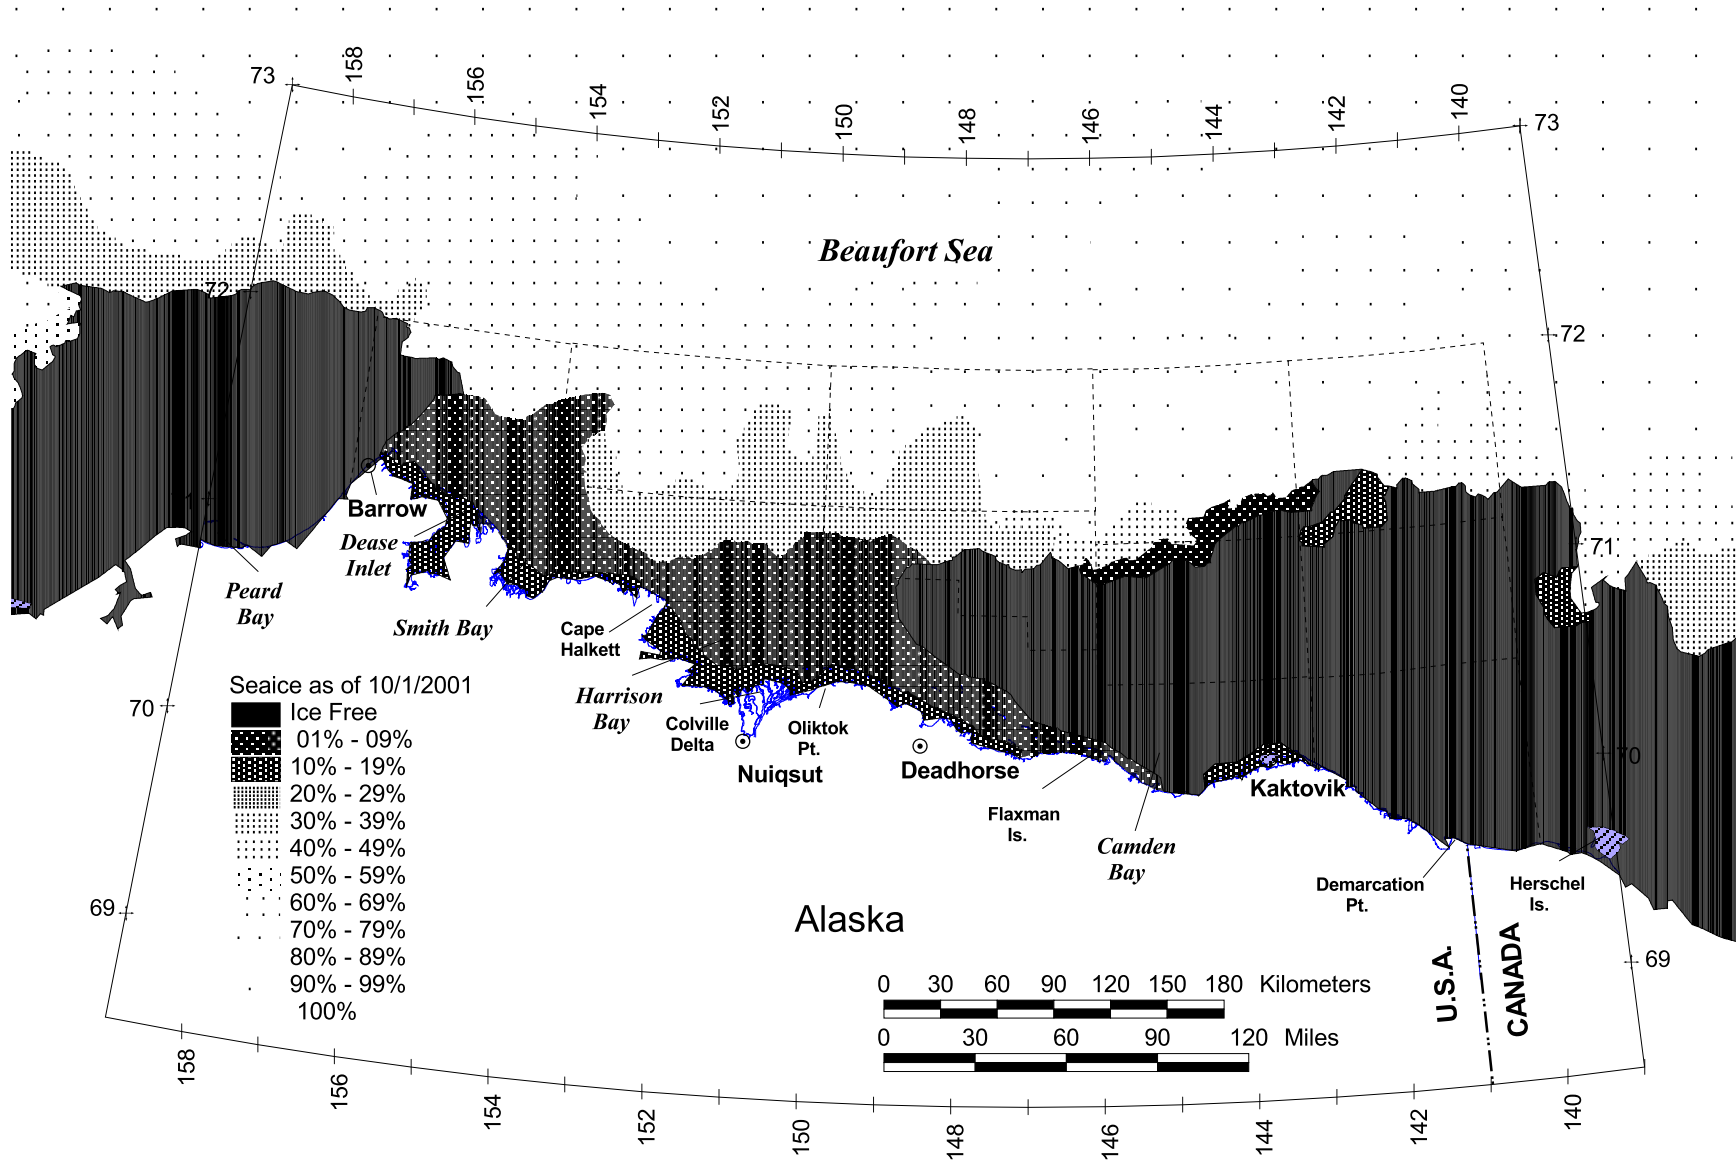 158
156
154
152
150
148
146
144
142
140
73
73
Beaufort Sea
72
72
71
71
Barrow
Dease
Inlet
Peard
Bay
Smith Bay
Cape
Halkett
Harrison
Bay
Colville
Delta
Oliktok
Pt.
Nuiqsut
Deadhorse
Kaktovik
Flaxman
Is.
Camden
Bay
Demarcation
Pt.
Herschel
Is.
70
70
69
69
Seaice as of 10/1/2001
Ice Free
01% - 09%
10% - 19%
20% - 29%
30% - 39%
40% - 49%
50% - 59%
60% - 69%
70% - 79%
80% - 89%
90% - 99%
100%
Alaska
U.S.A.
CANADA
0 30 60 90 120 150 180 Kilometers
0 30 60 90 120 Miles
158
156
154
152
150
148
146
144
142
140